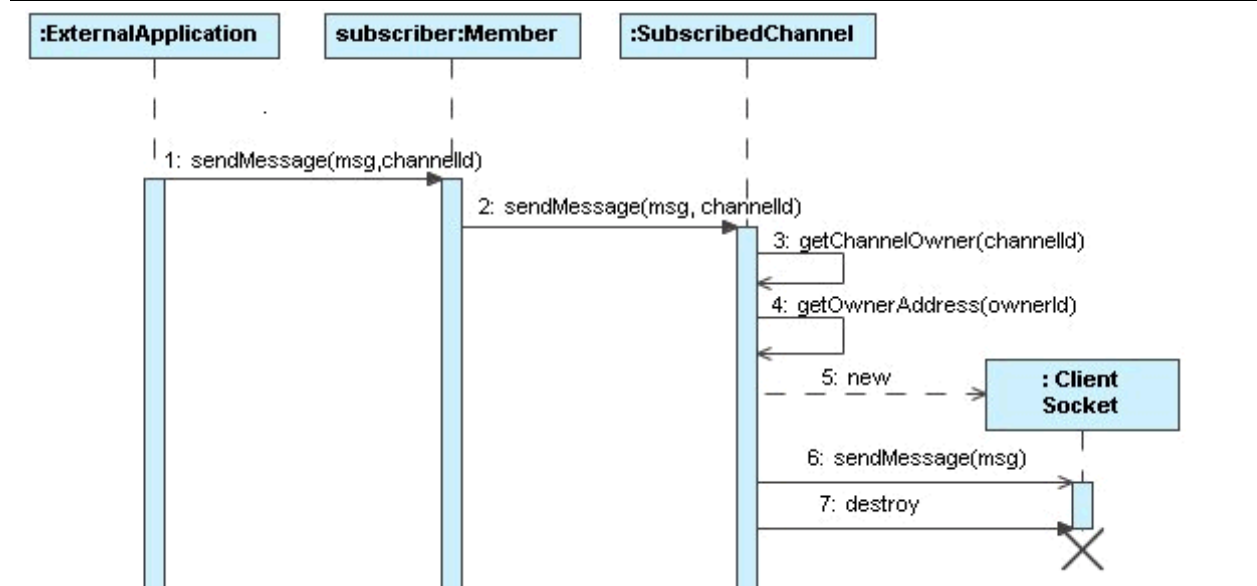 :ExternalApplication
subscriber:Member
:SubscribedChannel
1: sendMessage(msg,channelId)
2: sendMessage(msg, channelId)
3: getChannelOwner(channelId)
4: getOwnerAddress(ownerId)
5: new
: Client
Socket
6: sendMessage(msg)
7: destroy